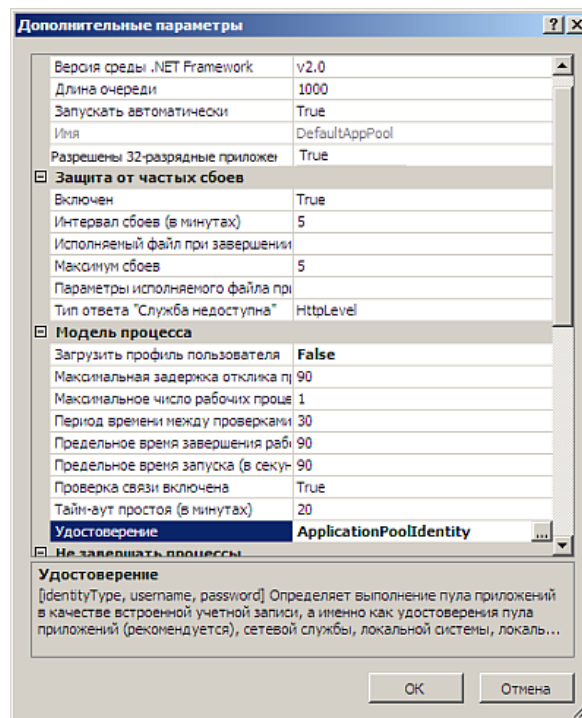 Дополнительные параметры
Версия среды .NET Framework v2.0
Длина очереди 1000
Запускать автоматически True
Имя DefaultAppPool
Разрешены 32-разрядные приложен True
Защита от частых сбоев
Включен True
Интервал сбоев (в минутах) 5
Исполняемый файл при завершении
Максимум сбоев 5
Параметры исполняемого файла при
Тип ответа "Служба недоступна" HttpLevel
Модель процесса
Загрузить профиль пользователя False
Максимальная задержка отклика п 90
Максимальное число рабочих проце 1
Период времени между проверками 30
Предельное время завершения рабо 90
Предельное время запуска (в секун 90
Проверка связи включена True
Тайм-аут простоя (в минутах) 20
Удостоверение ApplicationPoolIdentity ...
Не завершать процессы
Удостоверение
[identityType, username, password] Определяет выполнение пула приложений
в качестве встроенной учетной записи, а именно как удостоверения пула
приложений (рекомендуется), сетевой службы, локальной системы, локаль...
ОК Отмена